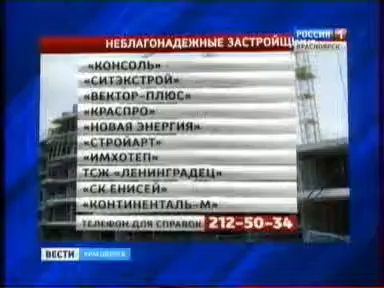 НЕБЛАГОНАДЕЖНЫЕ ЗАСТРОЙЩИКИ
РОССИЯ 1
КРАСНОЯРСК
«КОНСОЛЬ»
«СИТЭКСТРОЙ»
«ВЕКТОР-ПЛЮС»
«КРАСПРО»
«НОВАЯ ЭНЕРГИЯ»
«СТРОЙАРТ»
«ИМХОТЕП»
ТСЖ «ЛЕНИНГРАДЕЦ»
«СК ЕНИСЕЙ»
«КОНТИНЕНТАЛЬ-М»
ТЕЛЕФОН ДЛЯ СПРАВОК 212-50-34
ВЕСТИ КРАСНОЯРСК